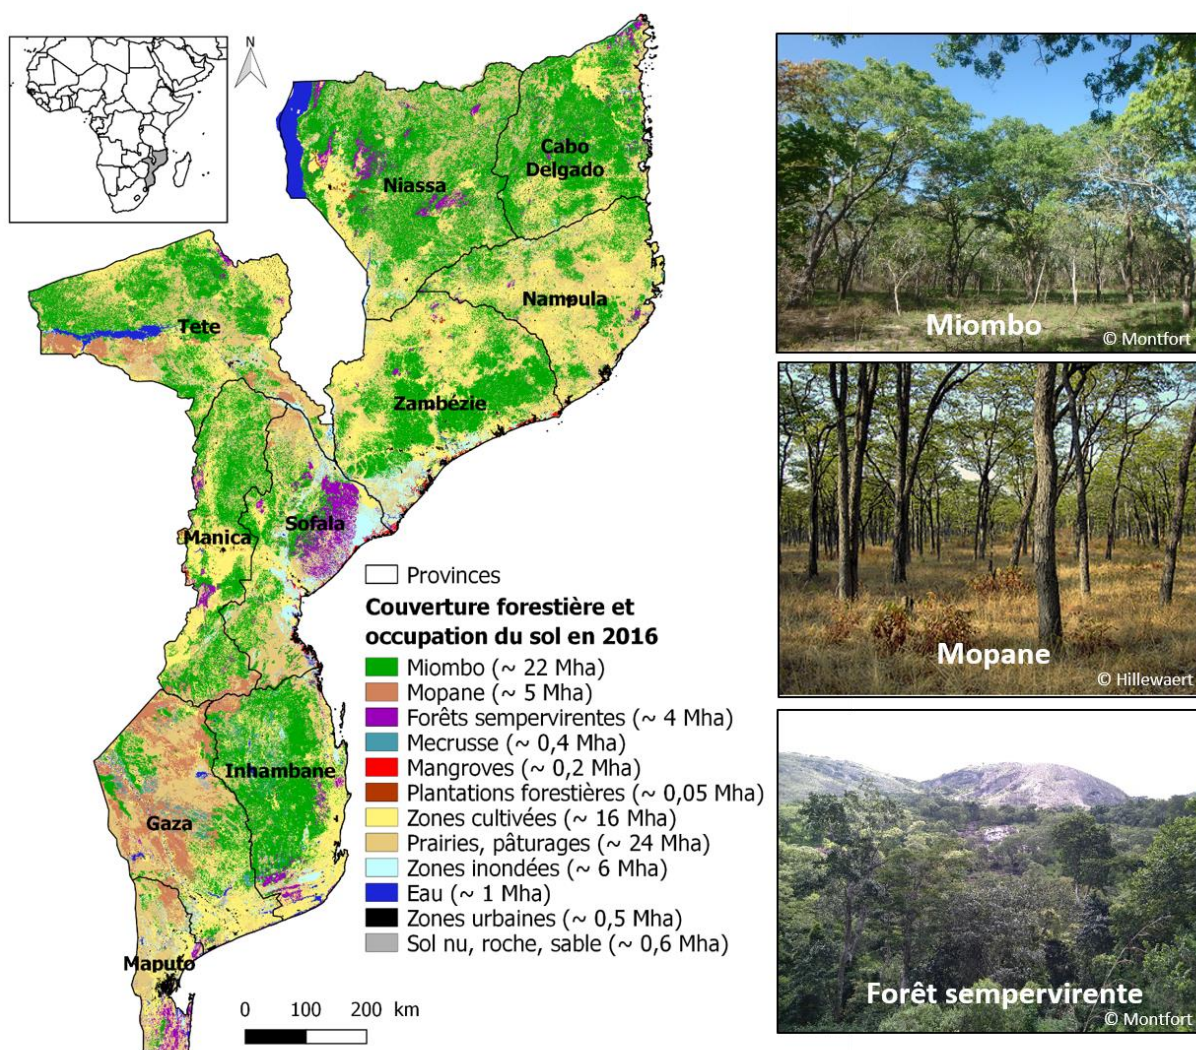 N
Cabo
Delgado
Niassa
Nampula
Tete
Zambézie
Sofala
Manica
Inhambane
Gaza
Maputo
Provinces
Couverture forestière et
occupation du sol en 2016
Miombo (~ 22 Mha)
Mopane (~ 5 Mha)
Forêts sempervirentes (~ 4 Mha)
Mecrusse (~ 0,4 Mha)
Mangroves (~ 0,2 Mha)
Plantations forestières (~ 0,05 Mha)
Zones cultivées (~ 16 Mha)
Prairies, pâturages (~ 24 Mha)
Zones inondées (~ 6 Mha)
Eau (~ 1 Mha)
Zones urbaines (~ 0,5 Mha)
Sol nu, roche, sable (~ 0,6 Mha)
0 100 200 km
Miombo
© Montfort
Mopane
© Hillewaert
Forêt sempervirente
© Montfort